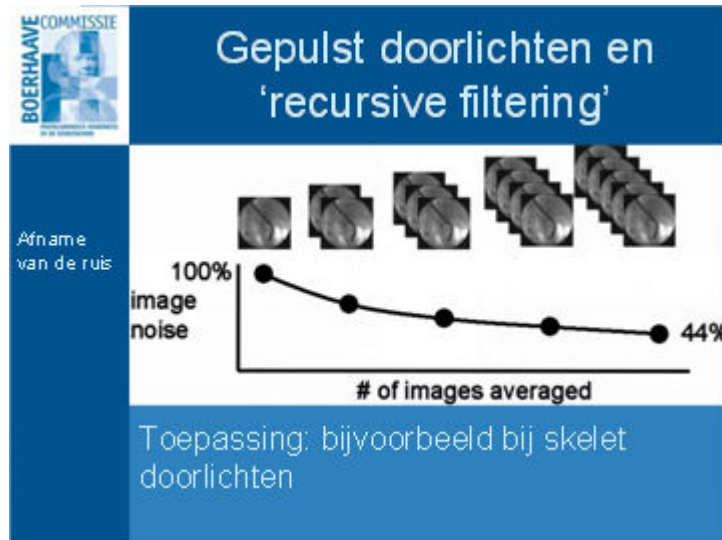 BOERHAAVE
COMMISSIE
Gepulst doorlichten en
‘recursive filtering’
Afname
van de ruis
100%
image
noise
44%
# of images averaged
Toepassing: bijvoorbeeld bij skelet
doorlichten